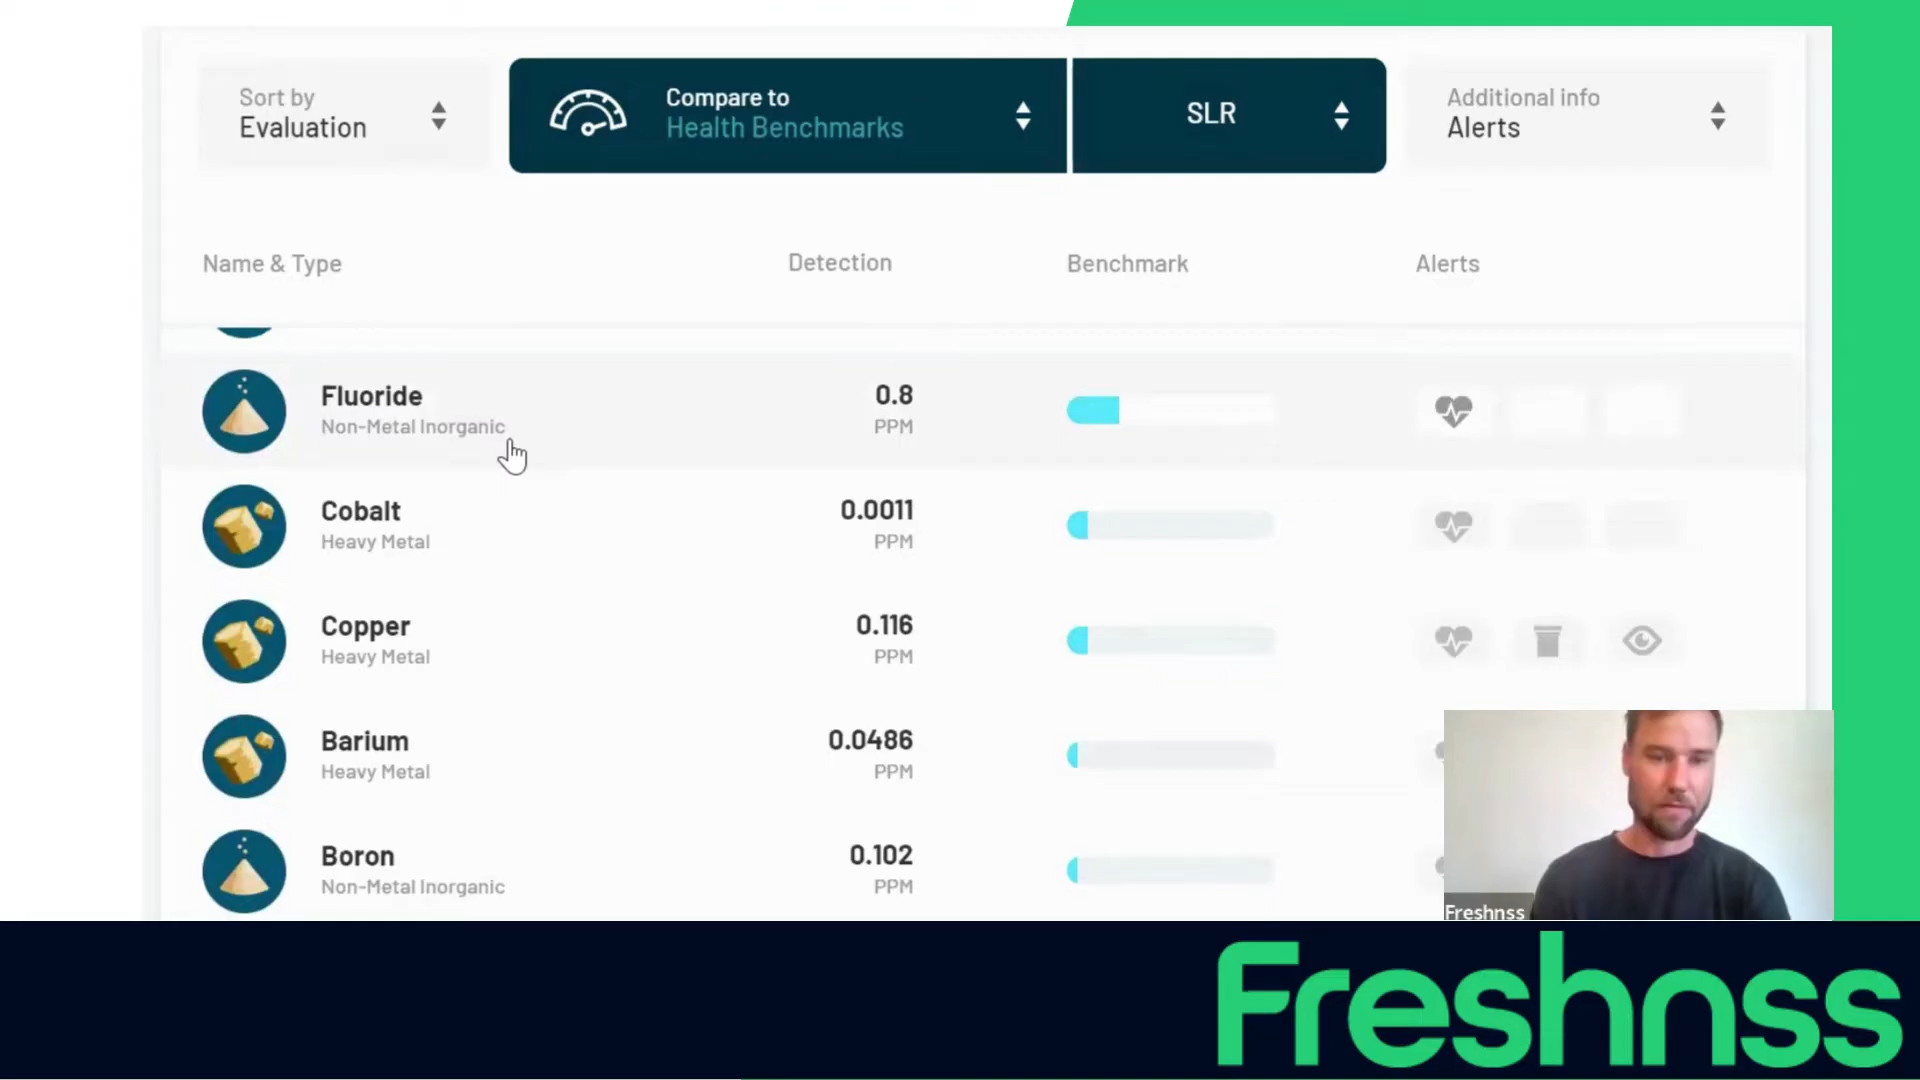 Sort by
Evaluation
Compare to
Health Benchmarks
SLR
Additional info
Alerts
Name & Type
Detection
Benchmark
Alerts
Fluoride
Non-Metal Inorganic
0.8
PPM
Cobalt
Heavy Metal
0.0011
PPM
Copper
Heavy Metal
0.116
PPM
Barium
Heavy Metal
0.0486
PPM
Boron
Non-Metal Inorganic
0.102
PPM
Freshnss
Freshnss